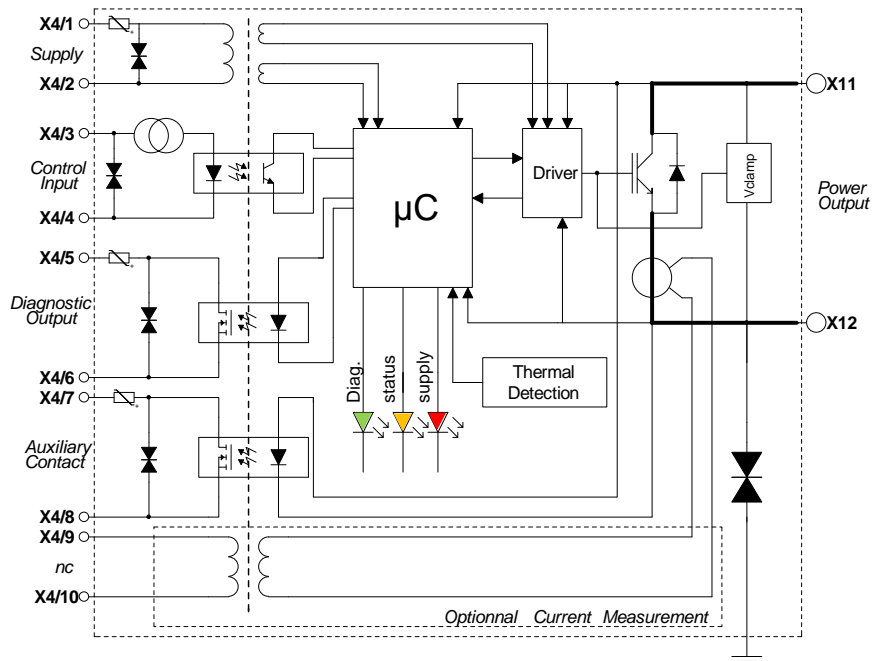 X4/1
Supply
X4/2
X4/3
Control
Input
X4/4
X4/5
Diagnostic
Output
X4/6
X4/7
Auxiliary
Contact
X4/8
X4/9
nc
X4/10
µC
Driver
Vclamp
X11
Power
Output
X12
Diag.
status
supply
Thermal
Detection
Optionnal Current Measurement